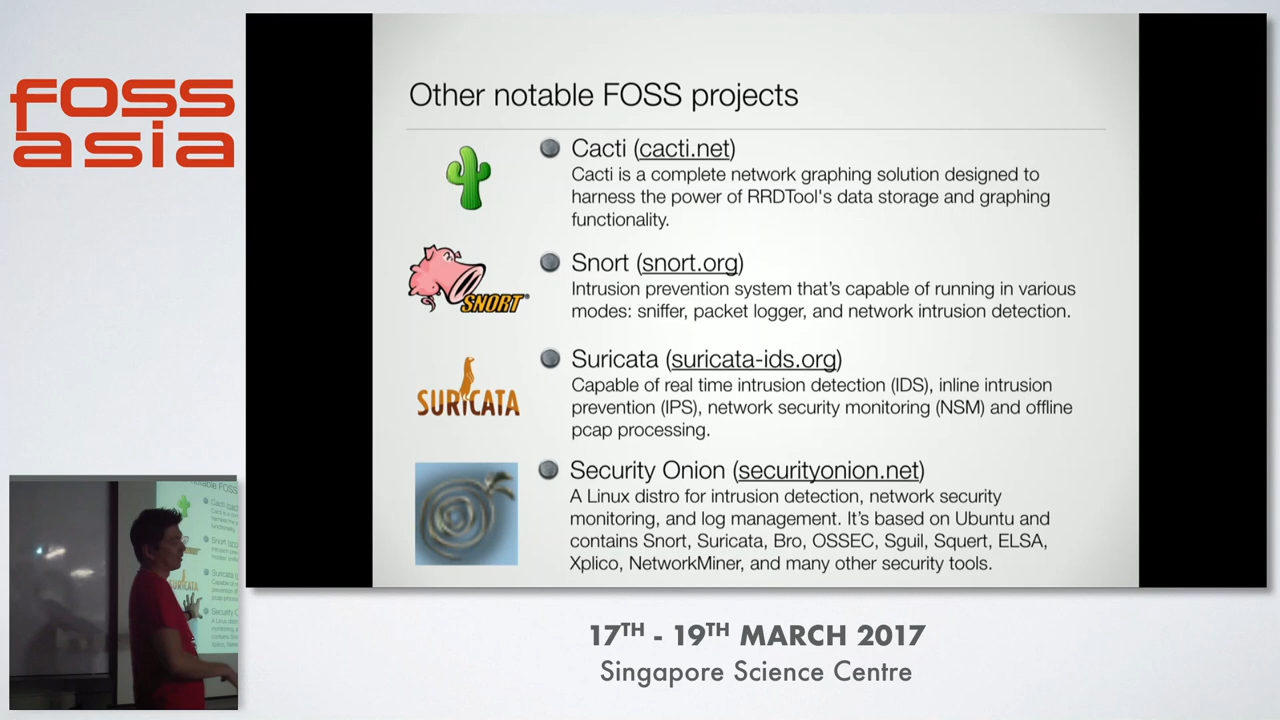 foss
asia
Other notable FOSS projects
Cacti (cacti.net)
Cacti is a complete network graphing solution designed to
harness the power of RRDTool's data storage and graphing
functionality.
SNORT®
Snort (snort.org)
Intrusion prevention system that’s capable of running in various
modes: sniffer, packet logger, and network intrusion detection.
SURICATA
Suricata (suricata-ids.org)
Capable of real time intrusion detection (IDS), inline intrusion
prevention (IPS), network security monitoring (NSM) and offline
pcap processing.
Security Onion (securityonion.net)
A Linux distro for intrusion detection, network security
monitoring, and log management. It’s based on Ubuntu and
contains Snort, Suricata, Bro, OSSEC, Sguil, Squert, ELSA,
Xplico, NetworkMiner, and many other security tools.
17TH - 19TH MARCH 2017
Singapore Science Centre